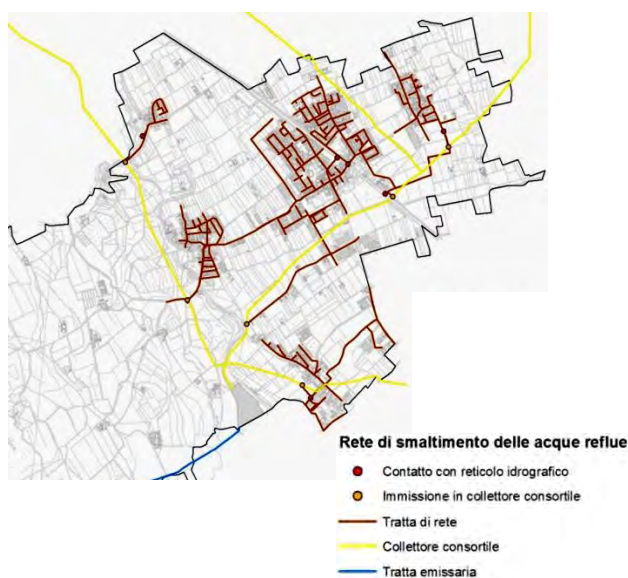 Rete di smaltimento delle acque reflue
Contatto con reticolo idrografico
Immissione in collettore consortile
Tratta di rete
Collettore consortile
Tratta emissaria